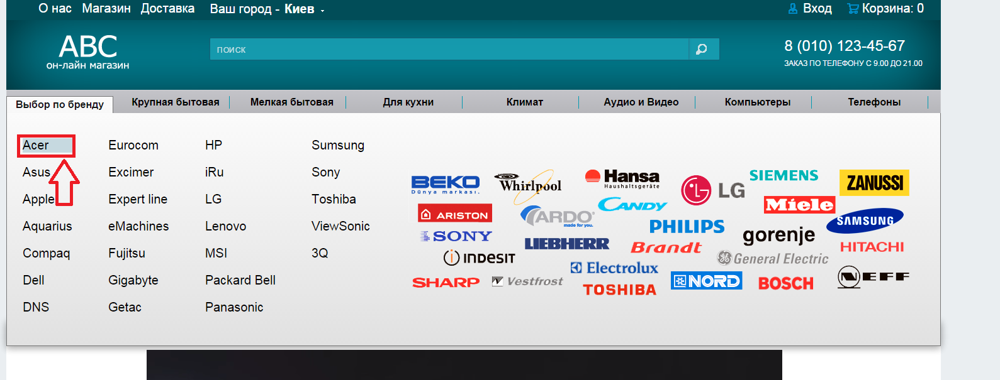 О нас Магазин Доставка Ваш город - Киев Вход Корзина: 0
ABC
он-лайн магазин
поиск
8 (010) 123-45-67
ЗАКАЗ ПО ТЕЛЕФОНУ С 9.00 ДО 21.00
Выбор по бренду Крупная бытовая Мелкая бытовая Для кухни Климат Аудио и Видео Компьютеры Телефоны
Acer Eurocom HP Sumsung
Asus Excimer iRu Sony
Apple Expert line LG Toshiba
Aquarius eMachines Lenovo ViewSonic
Compaq Fujitsu MSI 3Q
Dell Gigabyte Packard Bell
DNS Getac Panasonic
BEKO
Dünya markası.
Whirlpool
Hansa
Haushaltsgeräte
LG
SIEMENS
ZANUSSI
ARISTON
ARDO
made for you.
CANDY
Miele
SAMSUNG
SONY
PHILIPS
LIEBHERR
Brandt
gorenje
HITACHI
INDESIT
Electrolux
GE General Electric
SHARP
Vestfrost
TOSHIBA
NORD
BOSCH
NEFF